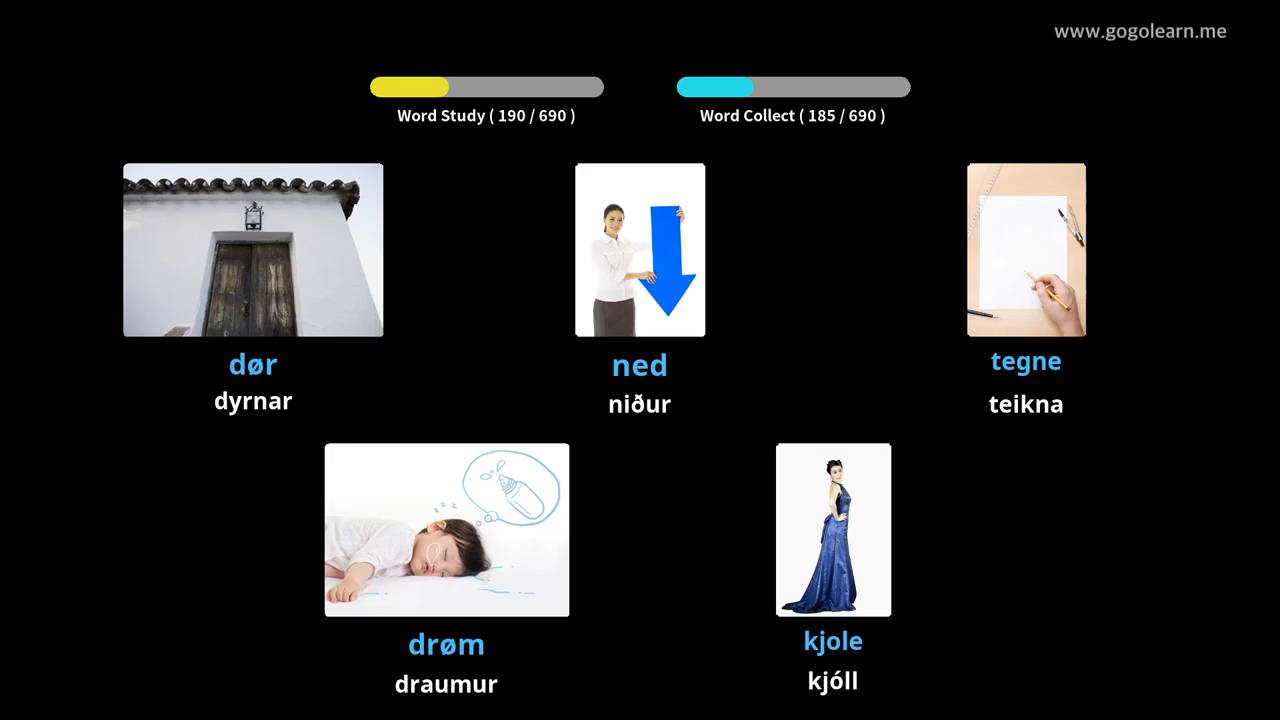 www.gogolearn.me
Word Study ( 190 / 690 )
Word Collect ( 185 / 690 )
dør
dyrnar
ned
niður
tegne
teikna
drøm
draumur
kjole
kjóll